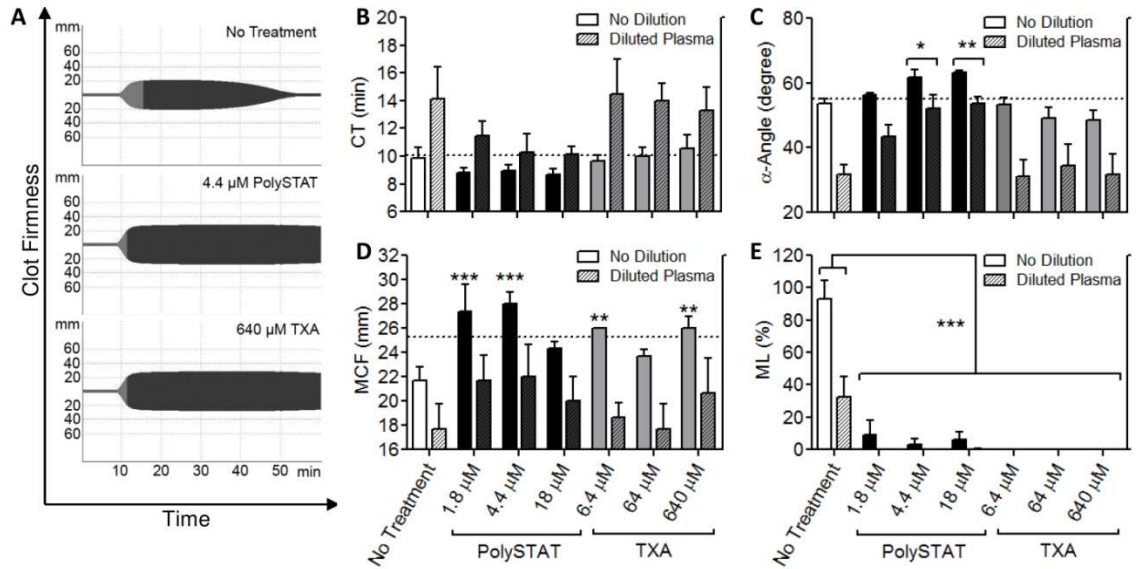 A
mm
No Treatment
60
40
20
20
40
60
mm
4.4 µM PolySTAT
60
40
20
20
40
60
mm
640 µM TXA
60
40
20
20
40
60
10 20 30 40 50 min
Clot Firmness
Time
B
No Dilution
Diluted Plasma
CT (min)
20
18
16
14
12
10
8
6
C
No Dilution
Diluted Plasma
* **
α-Angle (degree)
80
60
40
20
D
No Dilution
Diluted Plasma
*** *** ** **
MCF (mm)
32
30
28
26
24
22
20
18
16
No Treatment 1.8 µM 4.4 µM 18 µM 6.4 µM 64 µM 640 µM
PolySTAT TXA
E
No Dilution
Diluted Plasma
***
ML (%)
120
100
80
60
40
20
0
No Treatment 1.8 µM 4.4 µM 18 µM 6.4 µM 64 µM 640 µM
PolySTAT TXA